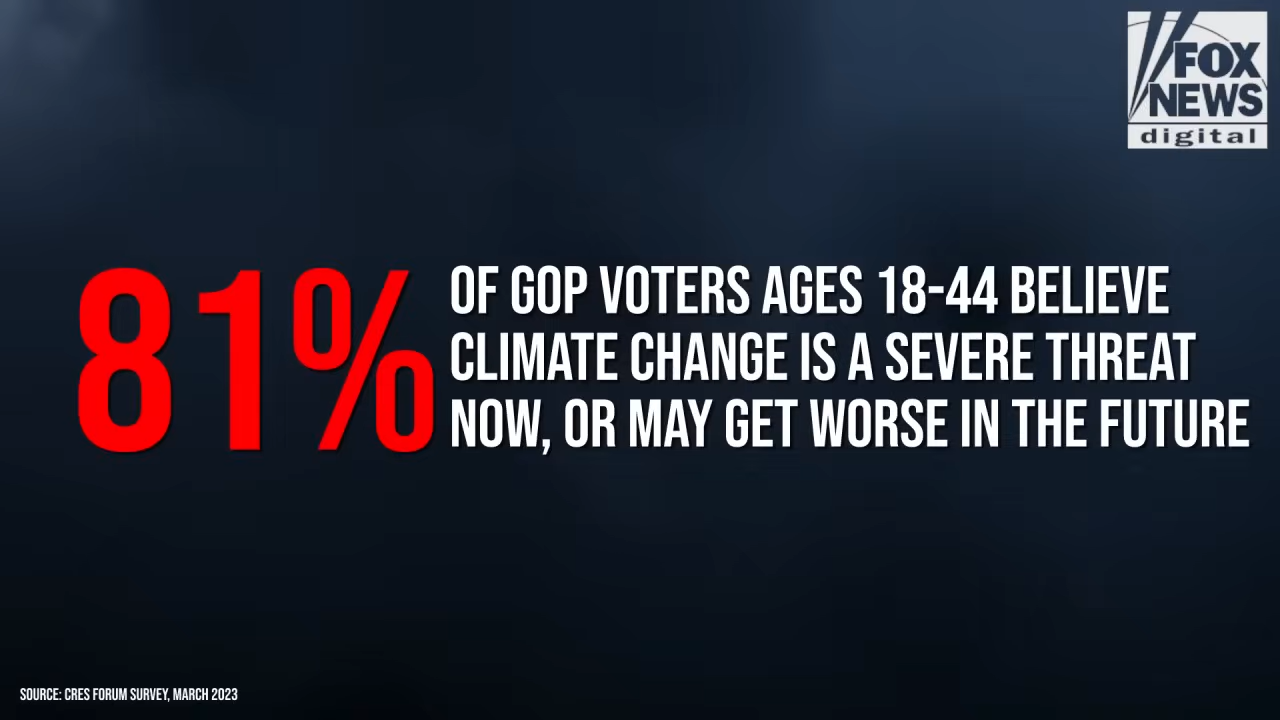 FOX
NEWS
digital
81%
OF GOP VOTERS AGES 18-44 BELIEVE
CLIMATE CHANGE IS A SEVERE THREAT
NOW, OR MAY GET WORSE IN THE FUTURE
SOURCE: CRES FORUM SURVEY, MARCH 2023